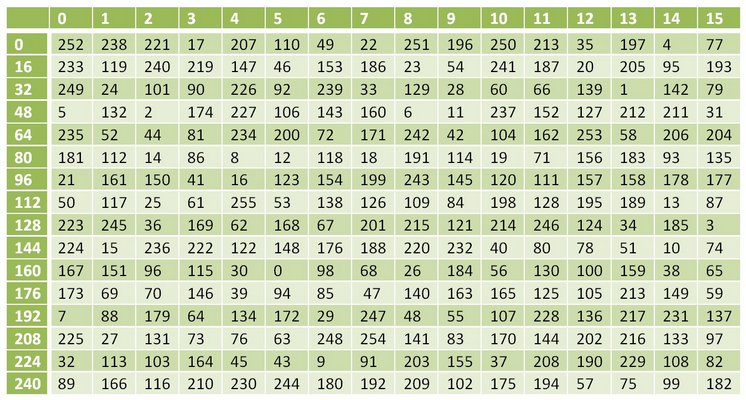 0 1 2 3 4 5 6 7 8 9 10 11 12 13 14 15
0 252 238 221 17 207 110 49 22 251 196 250 213 35 197 4 77
16 233 119 240 219 147 46 153 186 23 54 241 187 20 205 95 193
32 249 24 101 90 226 92 239 33 129 28 60 66 139 1 142 79
48 5 132 2 174 227 106 143 160 6 11 237 152 127 212 211 31
64 235 52 44 81 234 200 72 171 242 42 104 162 253 58 206 204
80 181 112 14 86 8 12 118 18 191 114 19 71 156 183 93 135
96 21 161 150 41 16 123 154 199 243 145 120 111 157 158 178 177
112 50 117 25 61 255 53 138 126 109 84 198 128 195 189 13 87
128 223 245 36 169 62 168 67 201 215 121 214 246 124 34 185 3
144 224 15 236 222 122 148 176 188 220 232 40 80 78 51 10 74
160 167 151 96 115 30 0 98 68 26 184 56 130 100 159 38 65
176 173 69 70 146 39 94 85 47 140 163 165 125 105 213 149 59
192 7 88 179 64 134 172 29 247 48 55 107 228 136 217 231 137
208 225 27 131 73 76 63 248 254 141 83 170 144 202 216 133 97
224 32 113 103 164 45 43 9 91 203 155 37 208 190 229 108 82
240 89 166 116 210 230 244 180 192 209 102 175 194 57 75 99 182